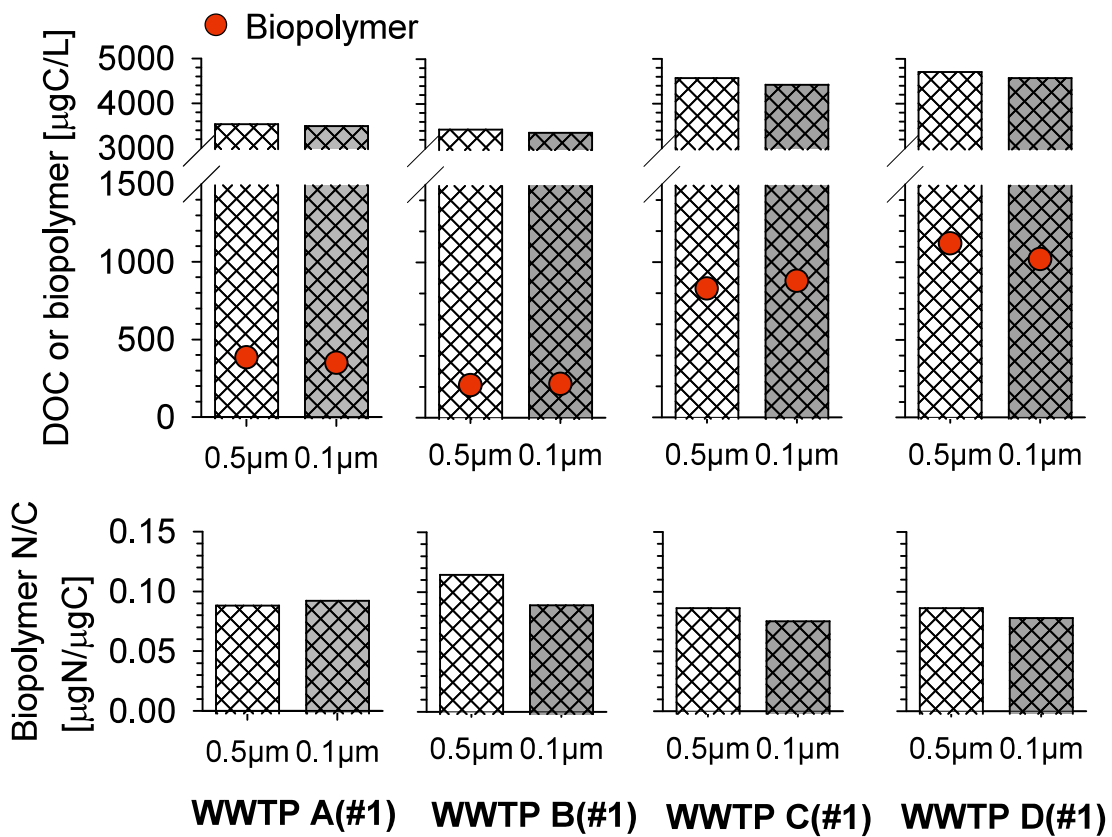 Biopolymer
DOC or biopolymer [µgC/L]
5000
4000
3000
1500
1000
500
0
0.5µm 0.1µm
0.5µm 0.1µm
0.5µm 0.1µm
0.5µm 0.1µm
Biopolymer N/C
[µgN/µgC]
0.15
0.10
0.05
0.00
0.5µm 0.1µm
0.5µm 0.1µm
0.5µm 0.1µm
0.5µm 0.1µm
WWTP A(#1)
WWTP B(#1)
WWTP C(#1)
WWTP D(#1)